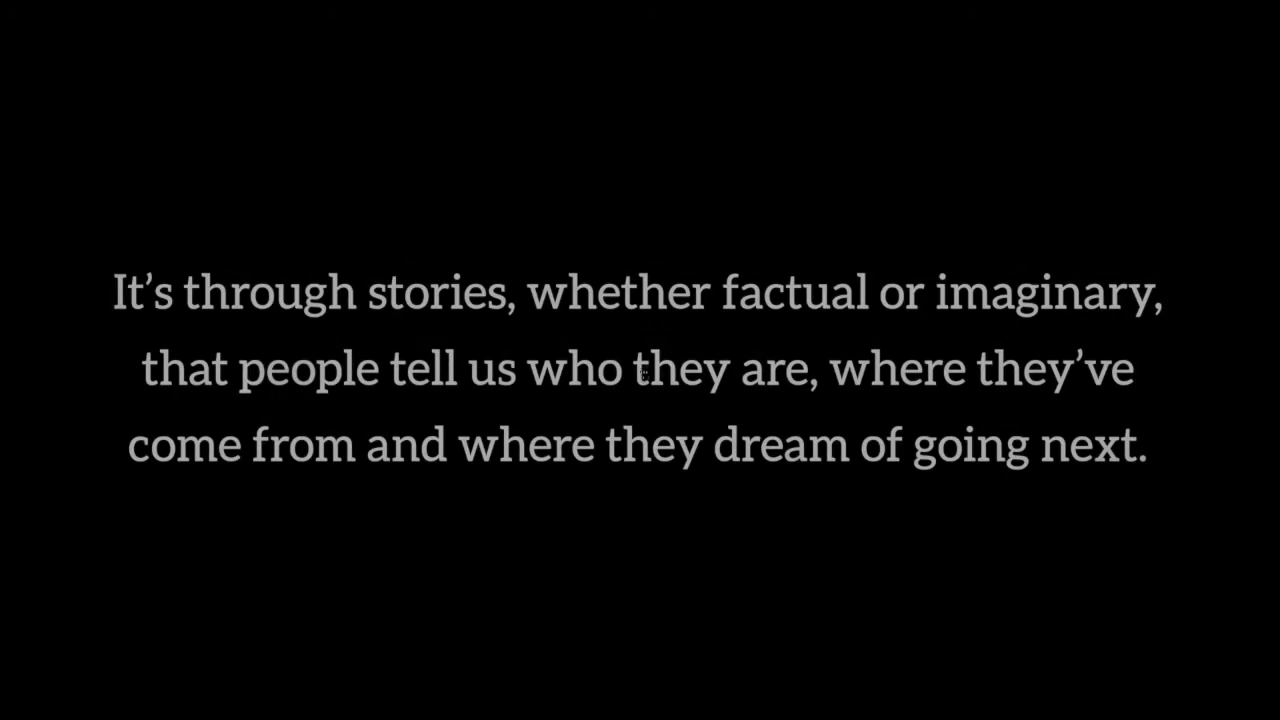 It’s through stories, whether factual or imaginary,
that people tell us who they are, where they’ve
come from and where they dream of going next.